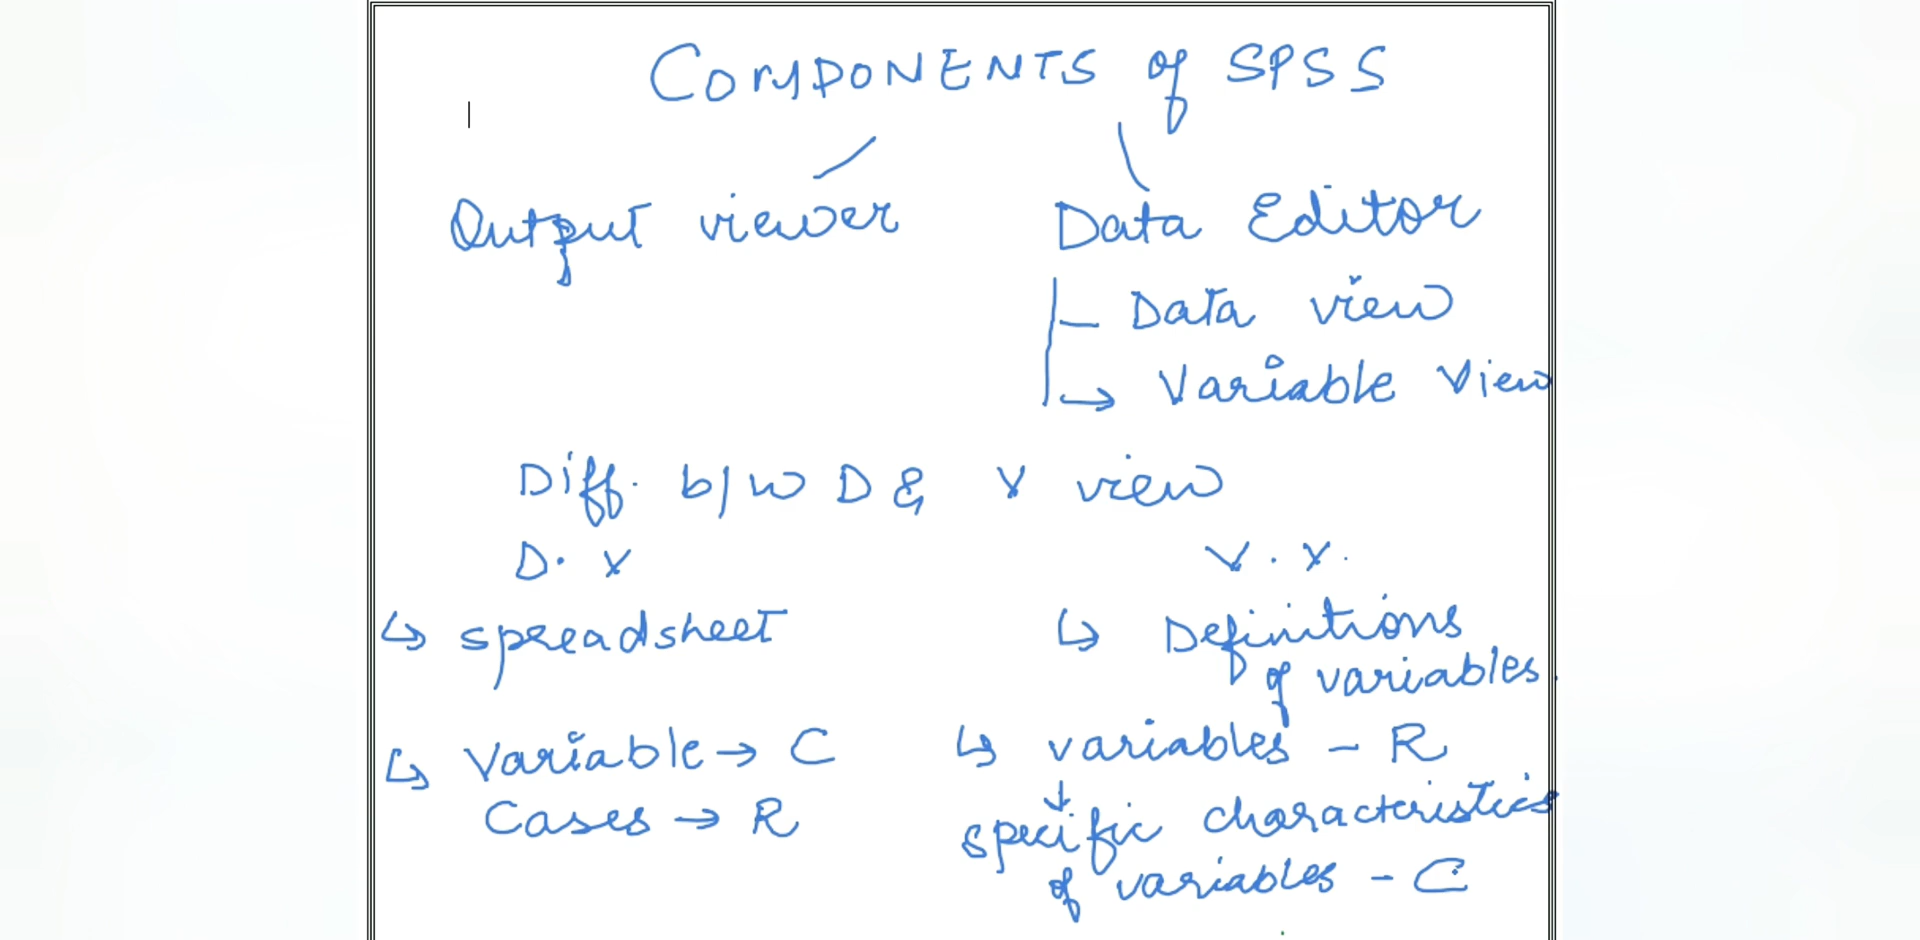 COMPONENTS of SPSS
Output viewer Data Editor
Data view
Variable View
Diff. b/w D & V view
D. V V. V.
↳ spreadsheet ↳ Definitions
of variables.
↳ Variable → C ↳ variables - R
Cases → R ↓ specific characteristics
of variables - C